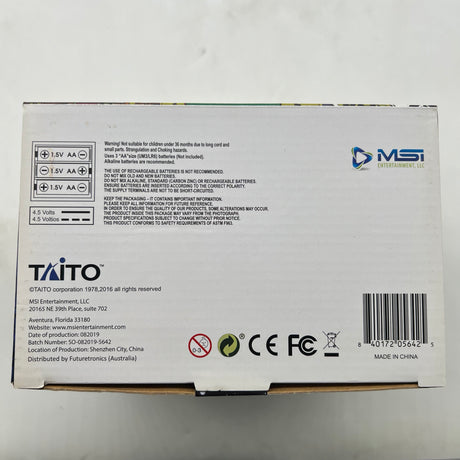 1.5V AA
1.5V AA
1.5V AA
4.5 Volts
4.5 Voltios
Warning! Not suitable for children under 36 months due to long cord and
small parts. Strangulation and Choking hazards.
Uses 3 "AA"size (UM3/LR6) batteries (Not included).
Alkaline batteries are recommended.
THE USE OF RECHARGEABLE BATTERIES IS NOT RECOMMENDED.
DO NOT MIX OLD AND NEW BATTERIES.
DO NOT MIX ALKALINE, STANDARD (CARBON ZINC) OR RECHARGEABLE BATTERIES.
ENSURE BATTERIES ARE INSERTED ACCORDING TO THE CORRECT POLARITY.
THE SUPPLY TERMINALS ARE NOT TO BE SHORT-CIRCUITED.
KEEP THE PACKAGING – IT CONTAINS IMPORTANT INFORMATION.
PLEASE KEEP ALL INFORMATION FOR FUTURE REFERENCE.
IN ORDER TO ENSURE THE QUALITY OF OUR PRODUCTS, SOME ALTERATIONS MAY OCCUR.
THE PRODUCT INSIDE THIS PACKAGE MAY VARY FROM THE PHOTOGRAPH.
PRODUCT SPECIFICATIONS SUBJECT TO CHANGE WITHOUT PRIOR NOTICE.
THIS PRODUCT CONFORMS TO SAFETY REQUIREMENTS OF ASTM F963.
MSI
ENTERTAINMENT, LLC
TAITO™
©TAITO corporation 1978,2016 all rights reserved
MSI Entertainment, LLC
20165 NE 39th Place, suite 702
Aventura, Florida 33180
Website: www.msientertainment.com
Date of production: 082019
Batch Number: SO-082019-5642
Location of Production: Shenzhen City, China
Distributed by Futuretronics (Australia)
0-3
CE FC
8 40172 05642 5
MADE IN CHINA